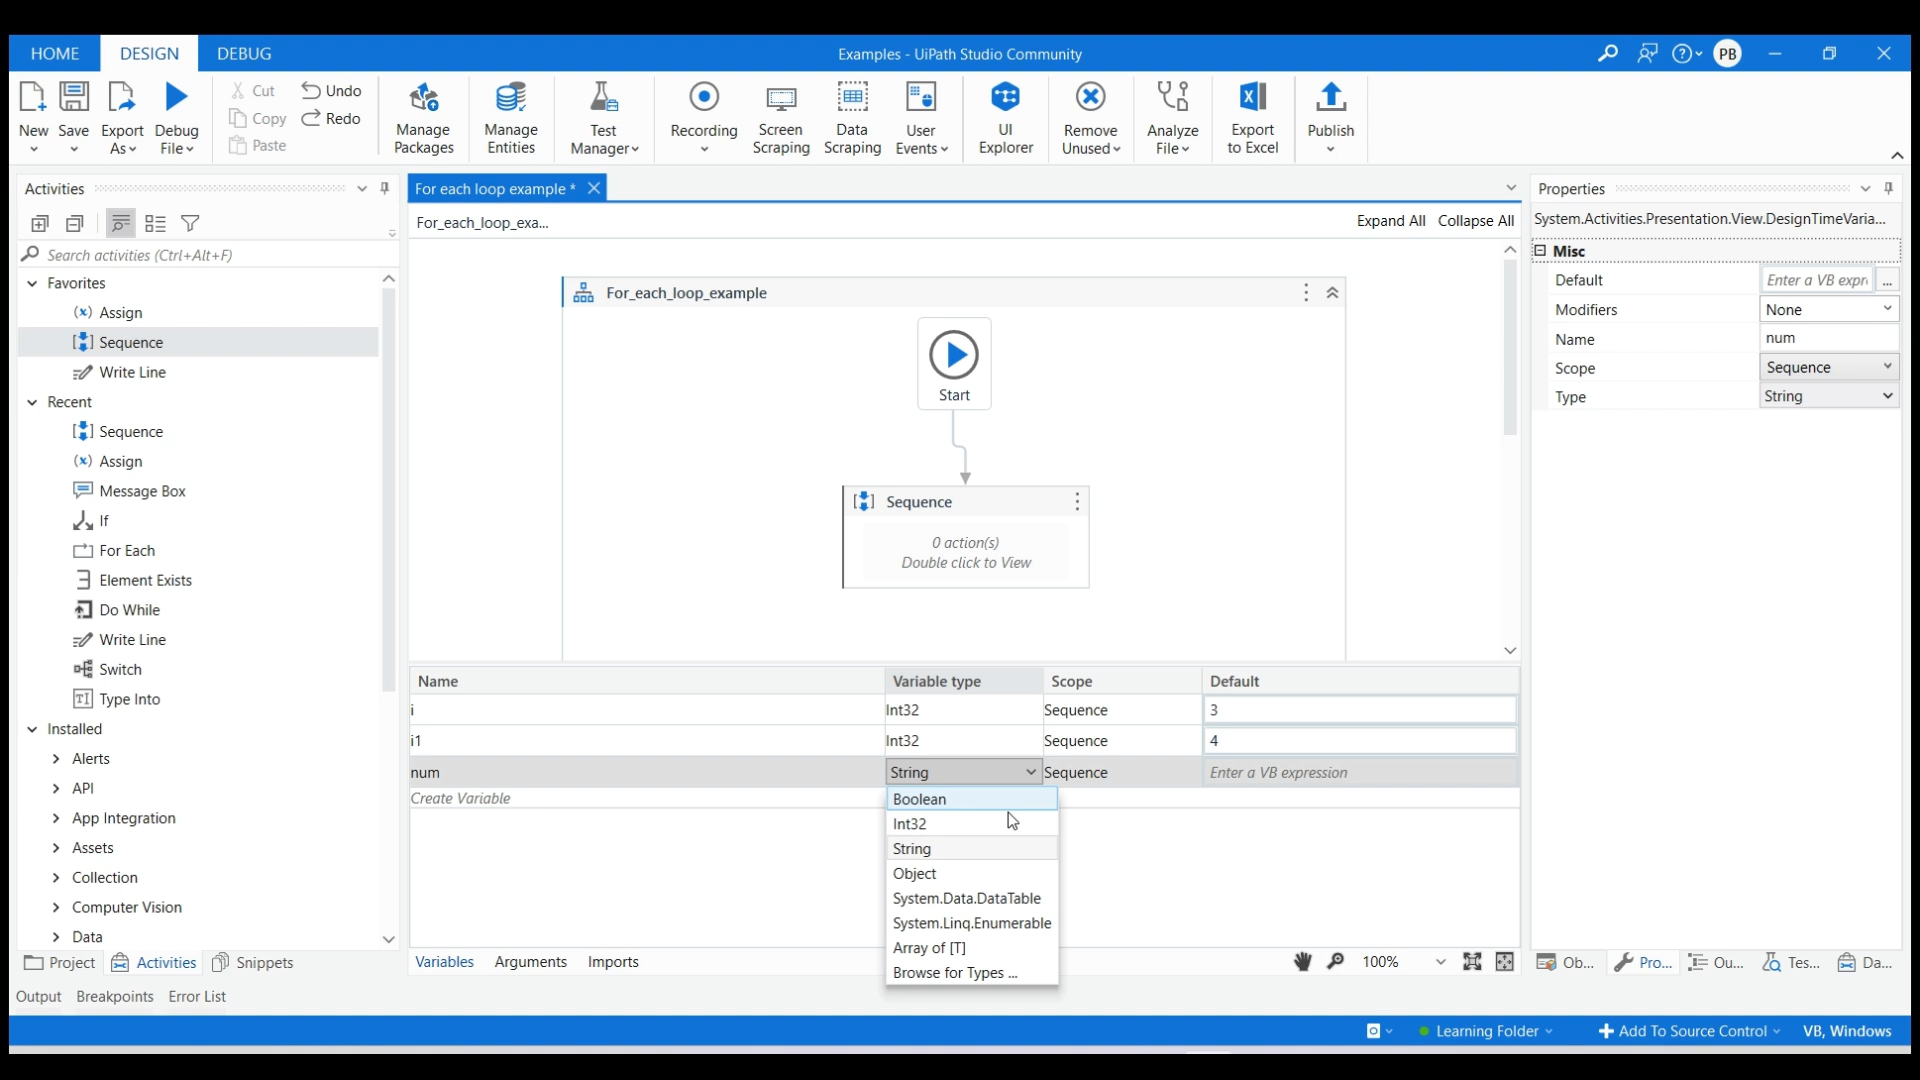 HOME
DESIGN
DEBUG
Examples - UiPath Studio Community
PB
New
Save
Export
As
Debug
File
Cut
Copy
Paste
Undo
Redo
Manage
Packages
Manage
Entities
Test
Manager
Recording
Screen
Scraping
Data
Scraping
User
Events
UI
Explorer
Remove
Unused
Analyze
File
Export
to Excel
Publish
Activities
Search activities (Ctrl+Alt+F)
Favorites
Assign
Sequence
Write Line
Recent
Sequence
Assign
Message Box
If
For Each
Element Exists
Do While
Write Line
Switch
Type Into
Installed
Alerts
API
App Integration
Assets
Collection
Computer Vision
Data
Project
Activities
Snippets
For each loop example *
For_each_loop_exa...
Expand All
Collapse All
For_each_loop_example
Start
Sequence
0 action(s)
Double click to View
Name Variable type Scope Default
i Int32 Sequence 3
i1 Int32 Sequence 4
num String Sequence Enter a VB expression
Create Variable
Boolean
Int32
String
Object
System.Data.DataTable
System.Linq.Enumerable
Array of [T]
Browse for Types ...
Variables
Arguments
Imports
100%
Properties
System.Activities.Presentation.View.DesignTimeVaria...
Misc
Default Enter a VB expr ...
Modifiers None
Name num
Scope Sequence
Type String
Ob...
Pro...
Ou...
Tes...
Da...
Output
Breakpoints
Error List
Learning Folder
Add To Source Control
VB, Windows